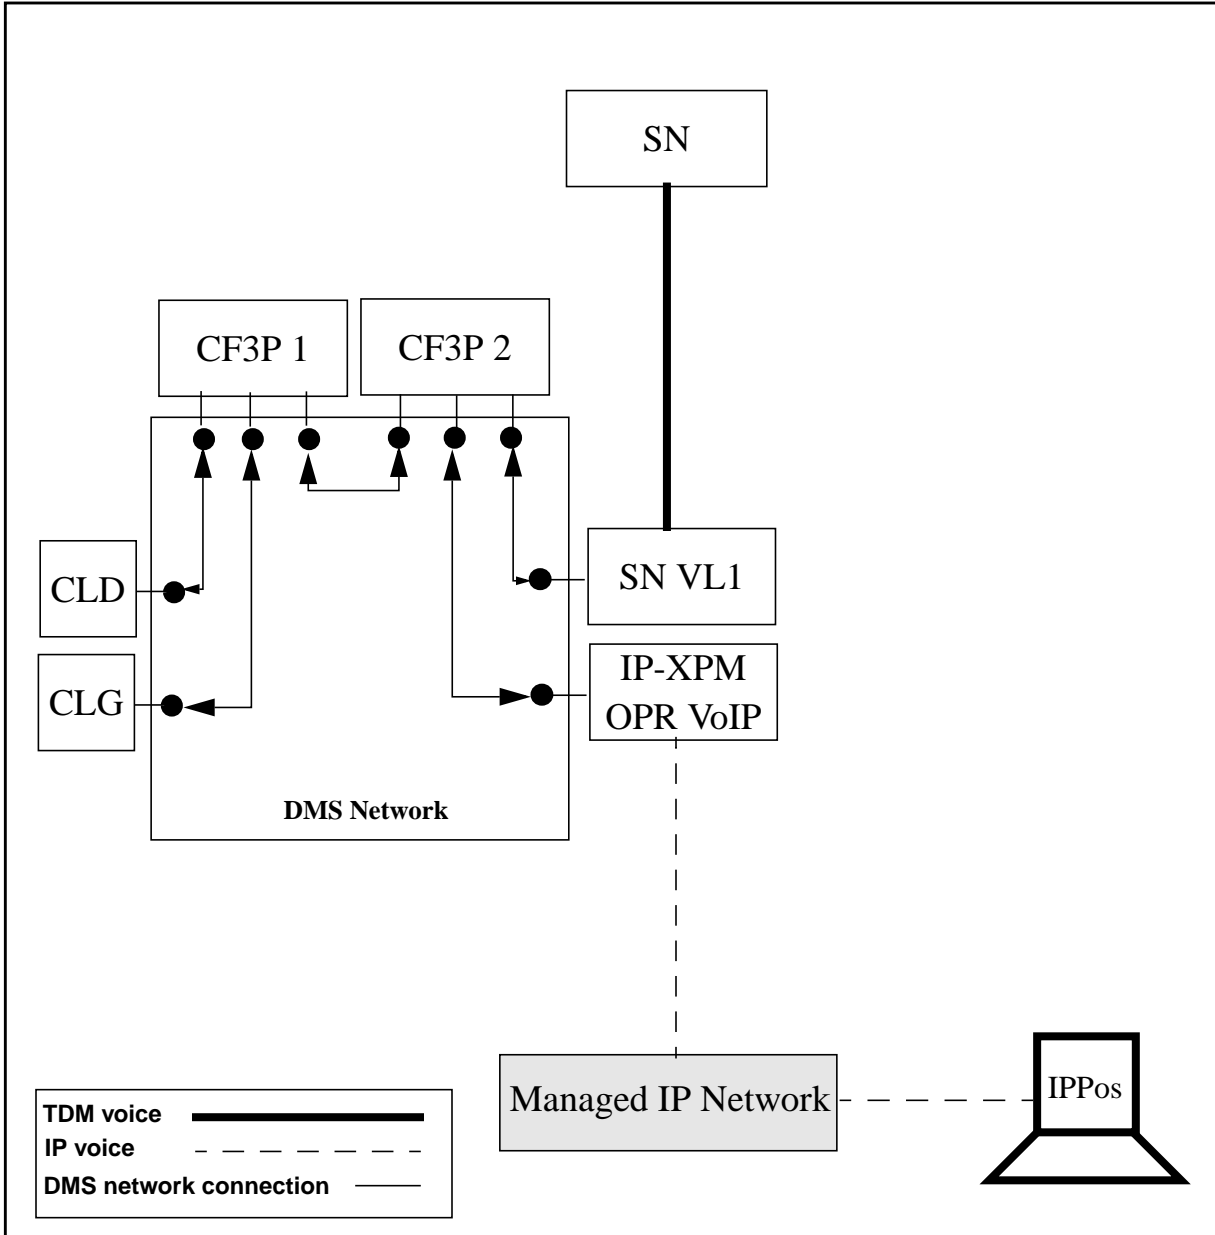 SN
CF3P 1
CF3P 2
CLD
SN VL1
CLG
IP-XPM
OPR VoIP
DMS Network
Managed IP Network
IPPos
TDM voice
IP voice
DMS network connection